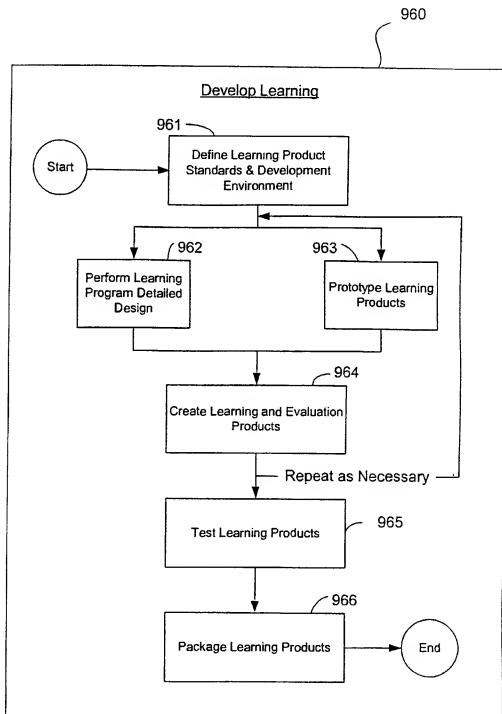 960
Develop Learning
961
Start
Define Learning Product
Standards & Development
Environment
962
963
Perform Learning
Program Detailed
Design
Prototype Learning
Products
964
Create Learning and Evaluation
Products
Repeat as Necessary
Test Learning Products
965
966
Package Learning Products
End